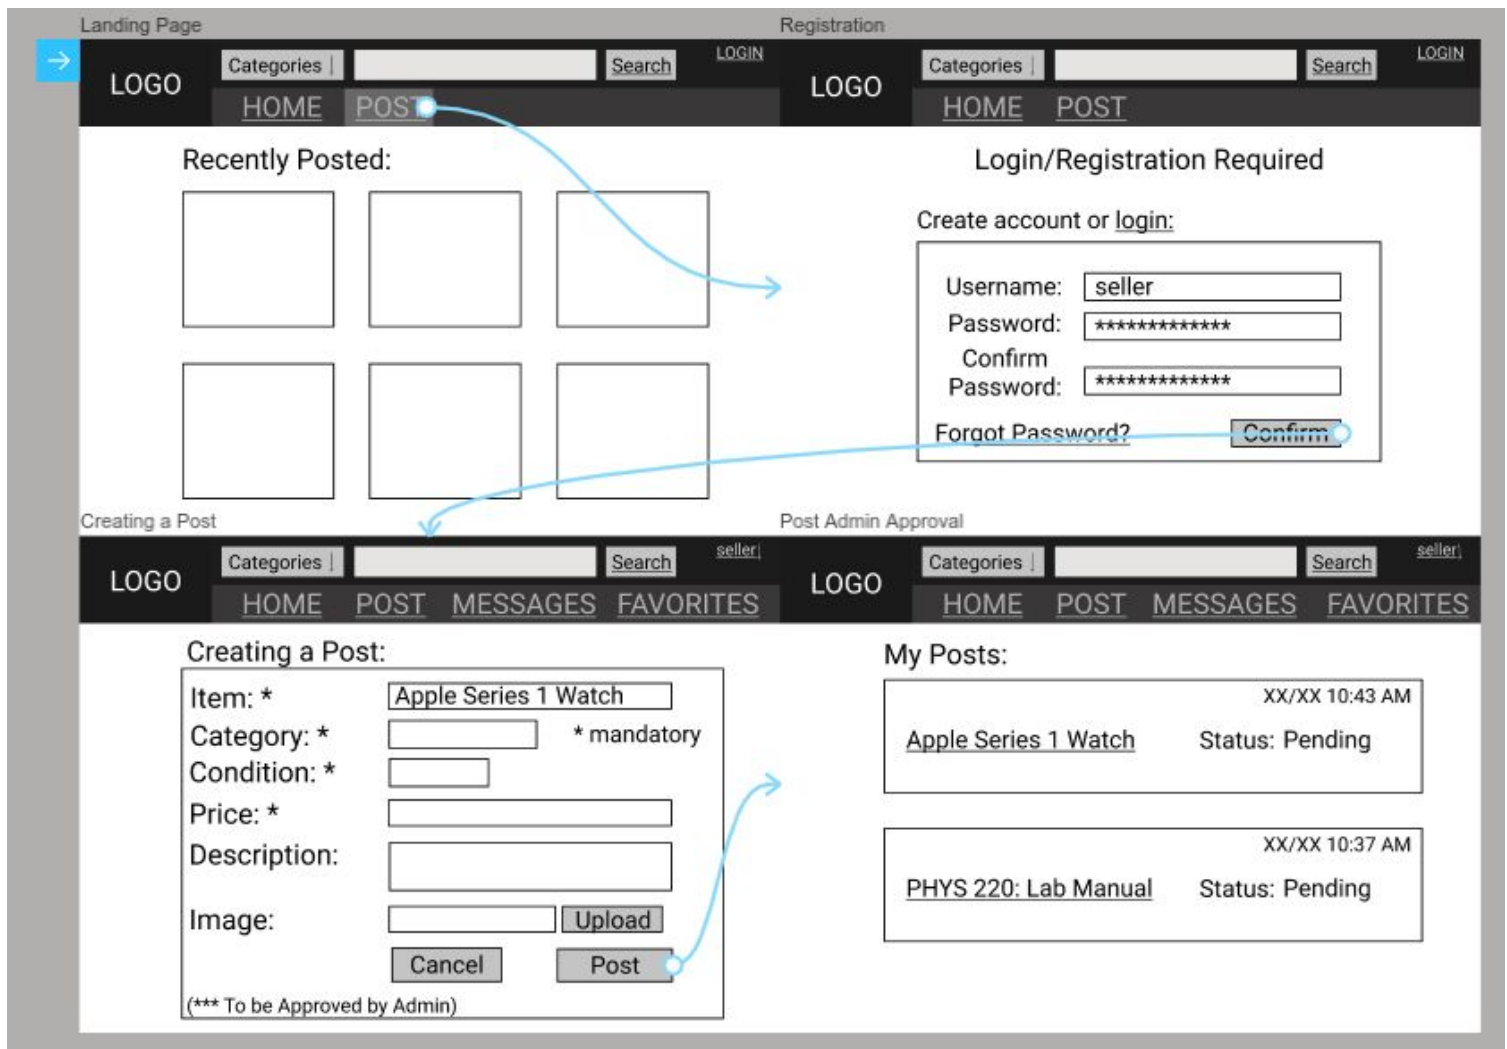 Landing Page
LOGO
Categories
Search
LOGIN
HOME POST
Recently Posted:
Registration
LOGO
Categories
Search
LOGIN
HOME POST
Login/Registration Required
Create account or login:
Username: seller
Password: *************
Confirm
Password: *************
Forgot Password? Confirm
Creating a Post
LOGO
Categories
Search
seller
HOME POST MESSAGES FAVORITES
Creating a Post:
Item: * Apple Series 1 Watch
Category: * * mandatory
Condition: *
Price: *
Description:
Image: Upload
Cancel Post
(*** To be Approved by Admin)
Post Admin Approval
LOGO
Categories
Search
seller
HOME POST MESSAGES FAVORITES
My Posts:
XX/XX 10:43 AM
Apple Series 1 Watch Status: Pending
XX/XX 10:37 AM
PHYS 220: Lab Manual Status: Pending